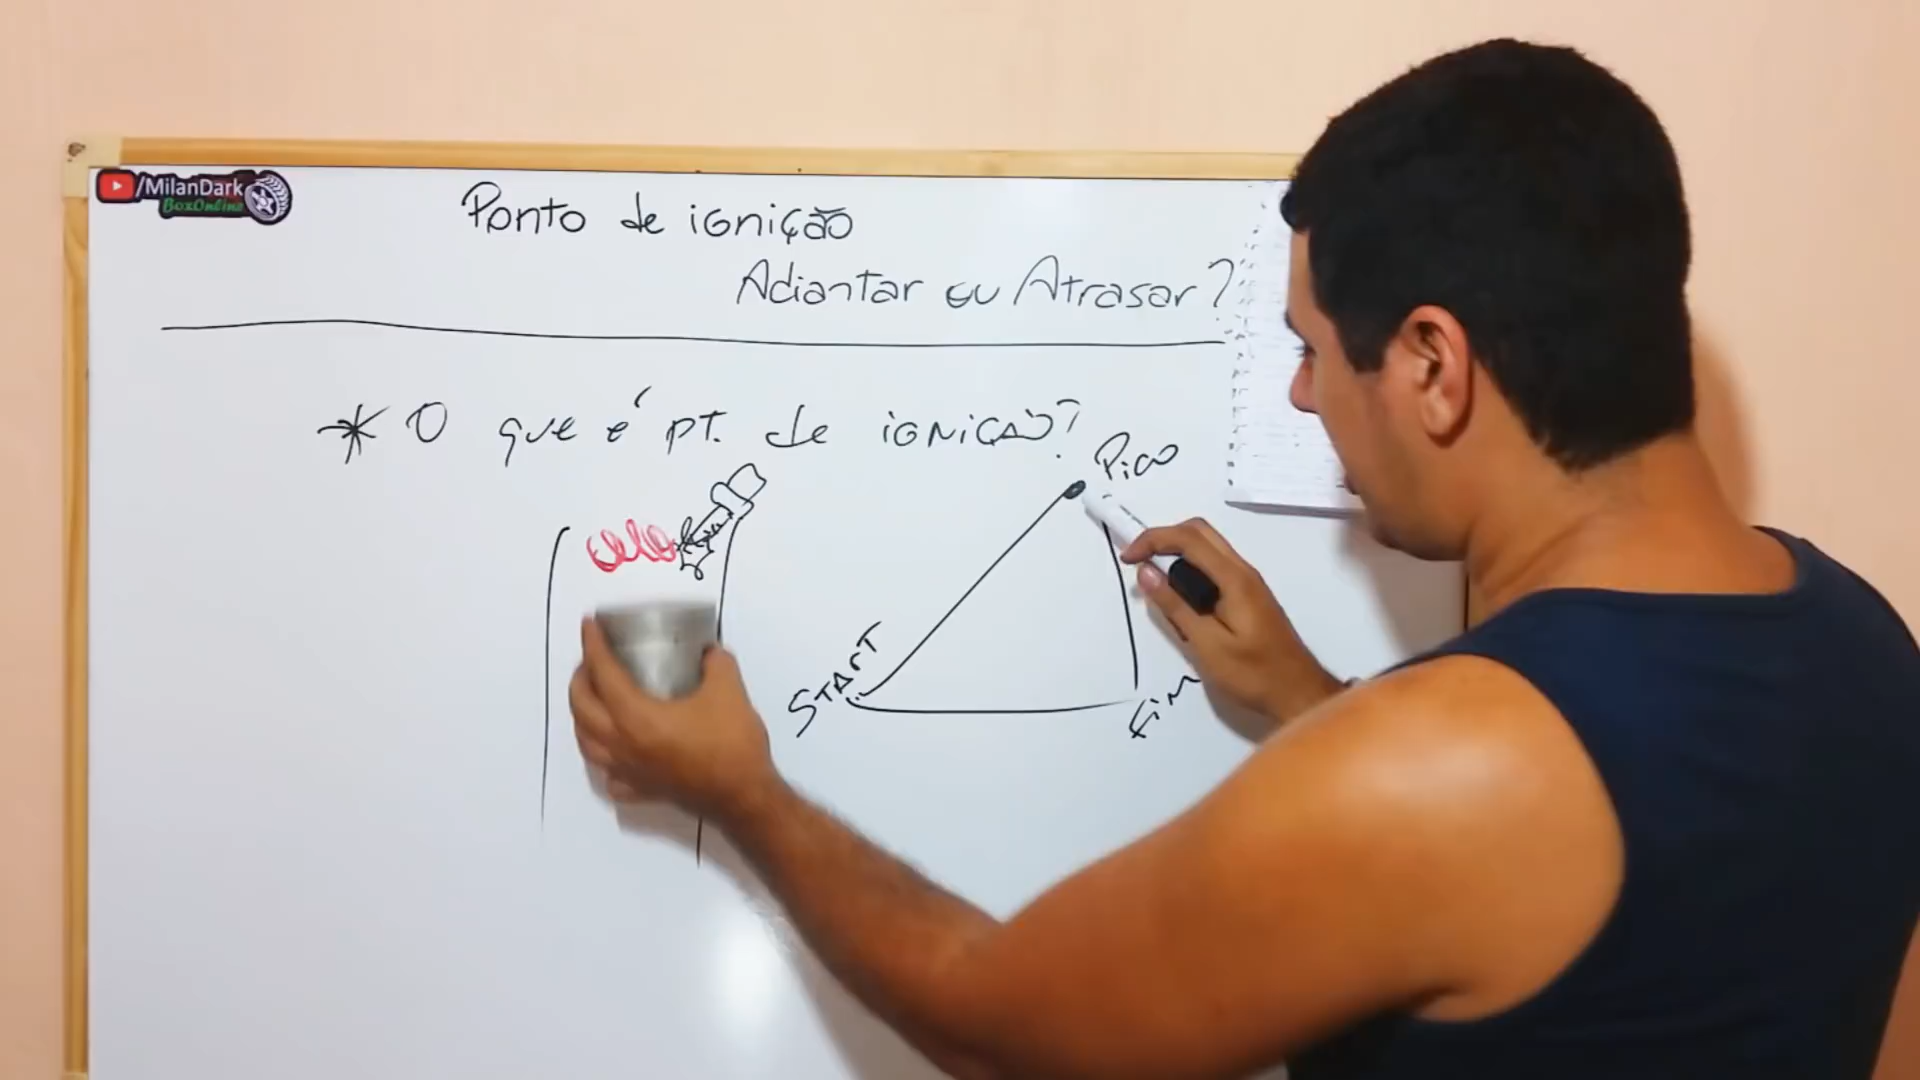 /MilanDark
BoxOnline
Ponto de ignição
Adiantar ou Atrasar?
* O que é pt. de ignição?
Pico
START
Fim